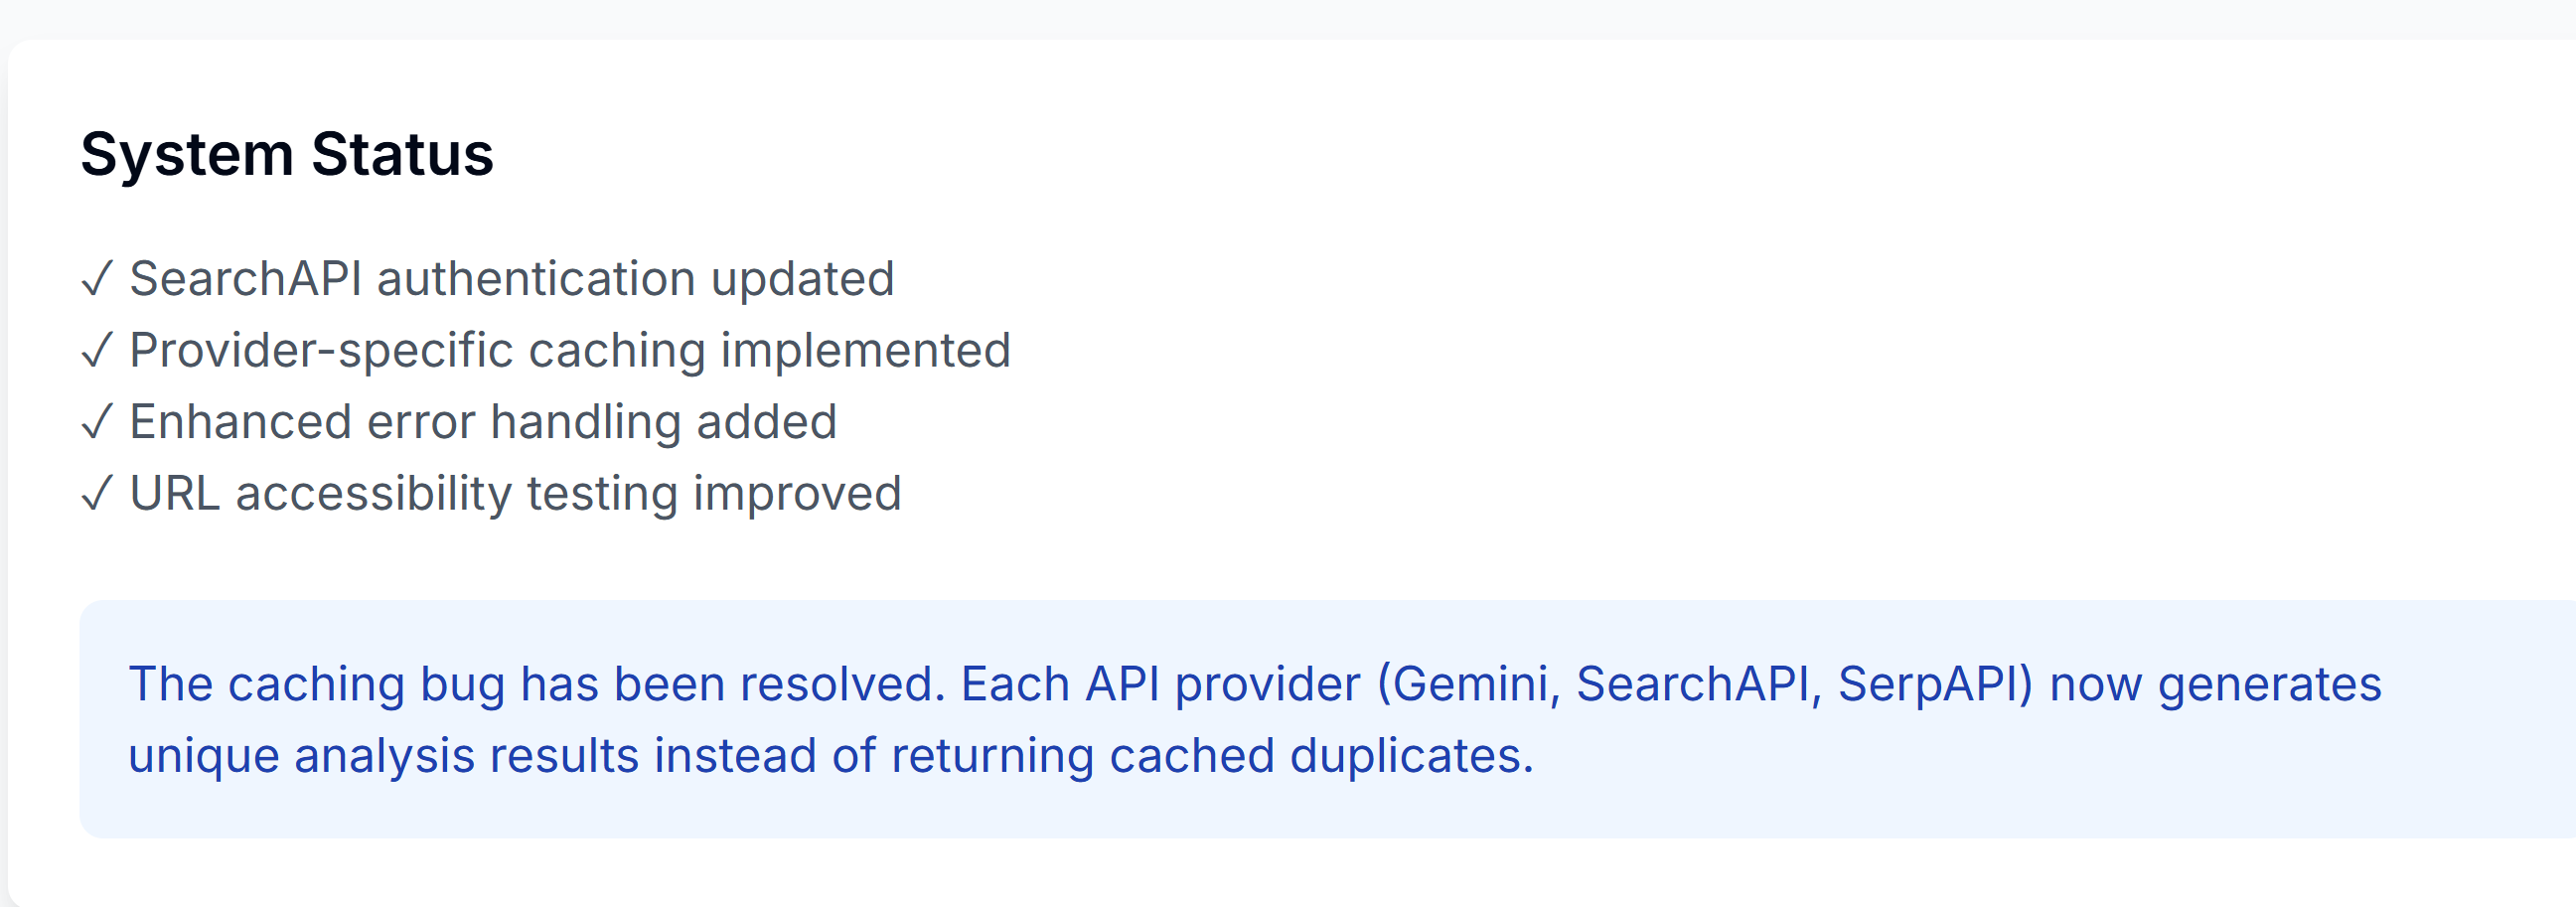 System Status
✓ SearchAPI authentication updated
✓ Provider-specific caching implemented
✓ Enhanced error handling added
✓ URL accessibility testing improved
The caching bug has been resolved. Each API provider (Gemini, SearchAPI, SerpAPI) now generates
unique analysis results instead of returning cached duplicates.